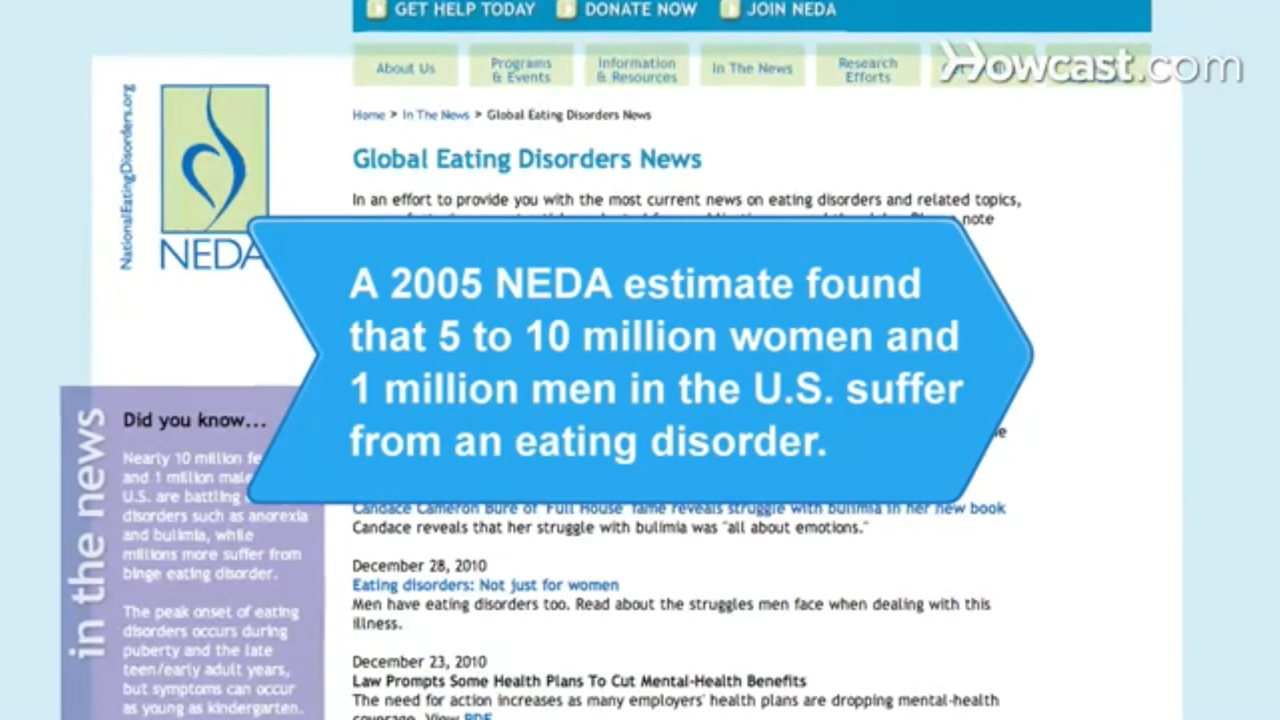 GET HELP TODAY DONATE NOW JOIN NEDA
About Us
Programs
& Events
Information
& Resources
In The News
Research
Efforts
Howcast.com
NationalEatingDisorders.org
NEDA
Home > In The News > Global Eating Disorders News
Global Eating Disorders News
In an effort to provide you with the most current news on eating disorders and related topics,
note
A 2005 NEDA estimate found
that 5 to 10 million women and
1 million men in the U.S. suffer
from an eating disorder.
in the news
Did you know...
Nearly 10 million
and 1 million
U.S. are battling
disorders such as anorexia
and bulimia, while
millions more suffer from
binge eating disorder.
The peak onset of eating
disorders occurs during
puberty and the late
teen/early adult years,
but symptoms can occur
as young as kindergarten.
Candace Cameron Bure of 'Full House' fame reveals struggle with bulimia in her new book
Candace reveals that her struggle with bulimia was "all about emotions."
December 28, 2010
Eating disorders: Not just for women
Men have eating disorders too. Read about the struggles men face when dealing with this
illness.
December 23, 2010
Law Prompts Some Health Plans To Cut Mental-Health Benefits
The need for action increases as many employers' health plans are dropping mental-health
coverage. View PDF